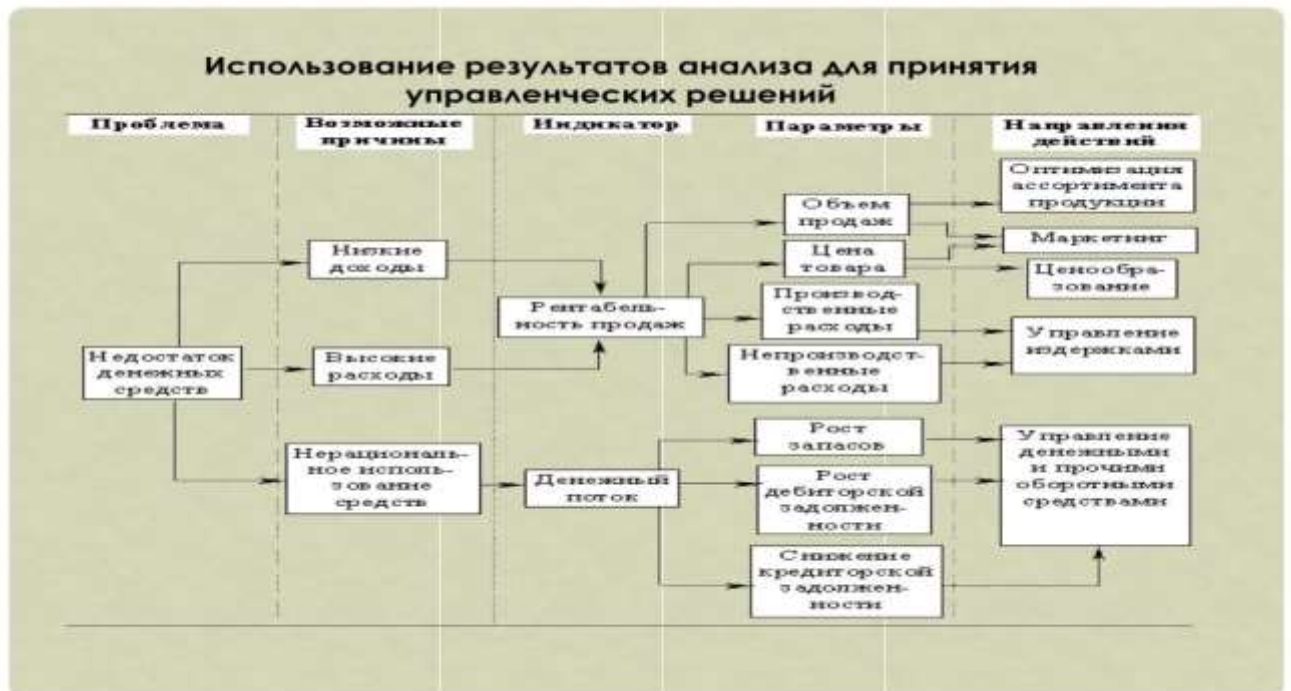 Использование результатов анализа для принятия
управленческих решений
Проблема
Возможные
причины
Индикатор
Параметры
Направления
действий
Недостаток
денежных
средств
Низкие
доходы
Высокие
расходы
Нерациональ-
ное исполь-
зование
средств
Рентабель-
ность продаж
Денежный
поток
Объем
продаж
Цена
товара
Производ-
ственные
расходы
Непроизводст-
венные
расходы
Рост
запасов
Рост
дебиторской
задолжен-
ности
Снижение
кредиторской
задолжен-
ности
Оптимизация
ассортимента
продукции
Маркетинг
Ценообра-
зование
Управление
издержками
Управление
денежными
и прочими
оборотными
средствами